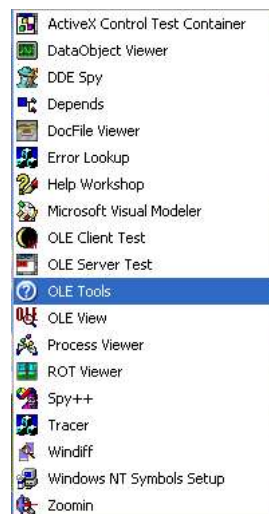 ActiveX Control Test Container
DataObject Viewer
DDE Spy
Depends
DocFile Viewer
Error Lookup
Help Workshop
Microsoft Visual Modeler
OLE Client Test
OLE Server Test
OLE Tools
OLE View
Process Viewer
ROT Viewer
Spy++
Tracer
Windiff
Windows NT Symbols Setup
Zoomin